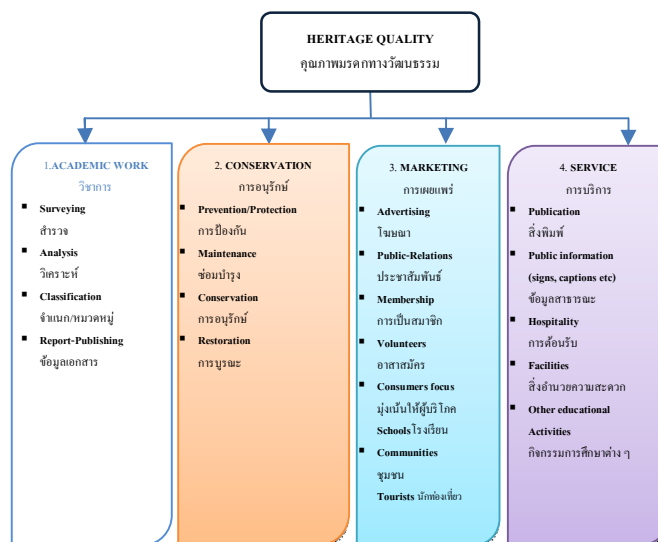 HERITAGE QUALITY
คุณภาพมรดกทางวัฒนธรรม
1.ACADEMIC WORK
วิชาการ
Surveying
สำรวจ
Analysis
วิเคราะห์
Classification
จำแนก/หมวดหมู่
Report-Publishing
ข้อมูลเอกสาร
2. CONSERVATION
การอนุรักษ์
Prevention/Protection
การป้องกัน
Maintenance
ซ่อมบำรุง
Conservation
การอนุรักษ์
Restoration
การบูรณะ
3. MARKETING
การเผยแพร่
Advertising
โฆษณา
Public-Relations
ประชาสัมพันธ์
Membership
การเป็นสมาชิก
Volunteers
อาสาสมัคร
Consumers focus
มุ่งเน้นให้ผู้บริโภค
Schools โรงเรียน
Communities
ชุมชน
Tourists นักท่องเที่ยว
4. SERVICE
การบริการ
Publication
สิ่งพิมพ์
Public information
(signs, captions etc)
ข้อมูลสาธารณะ
Hospitality
การต้อนรับ
Facilities
สิ่งอำนวยความสะดวก
Other educational
Activities
กิจกรรมการศึกษาต่าง ๆ